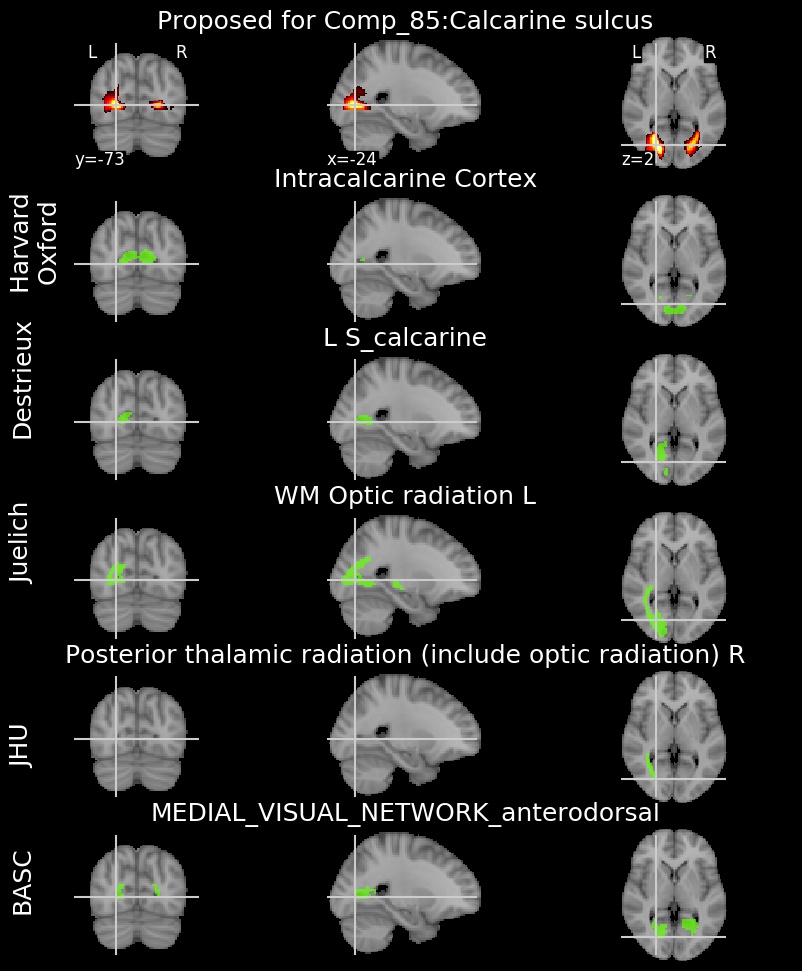 Proposed for Comp_85:Calcarine sulcus
L R
L R
y=-73
x=-24
z=2
Intracalcarine Cortex
Harvard
Oxford
L S_calcarine
Destrieux
WM Optic radiation L
Juelich
Posterior thalamic radiation (include optic radiation) R
JHU
MEDIAL_VISUAL_NETWORK_anterodorsal
BASC